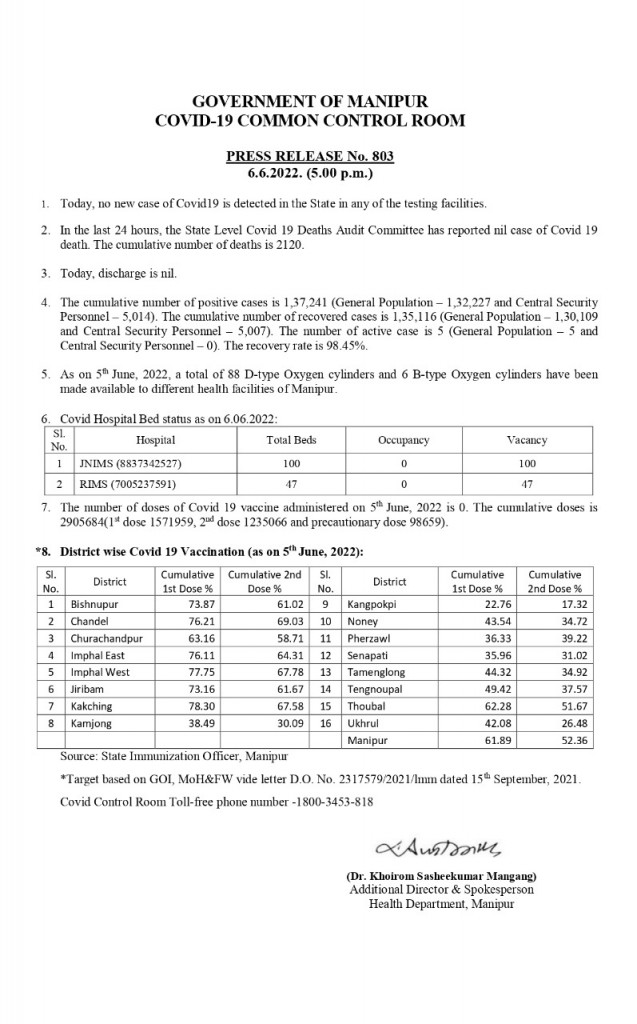 GOVERNMENT OF MANIPUR
COVID-19 COMMON CONTROL ROOM
PRESS RELEASE No. 803
6.6.2022. (5.00 p.m.)
1. Today, no new case of Covid19 is detected in the State in any of the testing facilities.
2. In the last 24 hours, the State Level Covid 19 Deaths Audit Committee has reported nil case of Covid 19
death. The cumulative number of deaths is 2120.
3. Today, discharge is nil.
4. The cumulative number of positive cases is 1,37,241 (General Population – 1,32,227 and Central Security
Personnel – 5,014). The cumulative number of recovered cases is 1,35,116 (General Population – 1,30,109
and Central Security Personnel – 5,007). The number of active case is 5 (General Population – 5 and
Central Security Personnel – 0). The recovery rate is 98.45%.
5. As on 5th June, 2022, a total of 88 D-type Oxygen cylinders and 6 B-type Oxygen cylinders have been
made available to different health facilities of Manipur.
6. Covid Hospital Bed status as on 6.06.2022:
Sl. No. Hospital Total Beds Occupancy Vacancy
1 JNIMS (8837342527) 100 0 100
2 RIMS (7005237591) 47 0 47
7. The number of doses of Covid 19 vaccine administered on 5th June, 2022 is 0. The cumulative doses is
2905684(1st dose 1571959, 2nd dose 1235066 and precautionary dose 98659).
*8. District wise Covid 19 Vaccination (as on 5th June, 2022):
Sl. No. District Cumulative 1st Dose % Cumulative 2nd Dose % Sl. No. District Cumulative 1st Dose % Cumulative 2nd Dose %
1 Bishnupur 73.87 61.02 9 Kangpokpi 22.76 17.32
2 Chandel 76.21 69.03 10 Noney 43.54 34.72
3 Churachandpur 63.16 58.71 11 Pherzawl 36.33 39.22
4 Imphal East 76.11 64.31 12 Senapati 35.96 31.02
5 Imphal West 77.75 67.78 13 Tamenglong 44.32 34.92
6 Jiribam 73.16 61.67 14 Tengnoupal 49.42 37.57
7 Kakching 78.30 67.58 15 Thoubal 62.28 51.67
8 Kamjong 38.49 30.09 16 Ukhrul 42.08 26.48
Manipur 61.89 52.36
Source: State Immunization Officer, Manipur
*Target based on GOI, MoH&FW vide letter D.O. No. 2317579/2021/Imm dated 15th September, 2021.
Covid Control Room Toll-free phone number -1800-3453-818
(Dr. Khoirom Sasheekumar Mangang)
Additional Director & Spokesperson
Health Department, Manipur